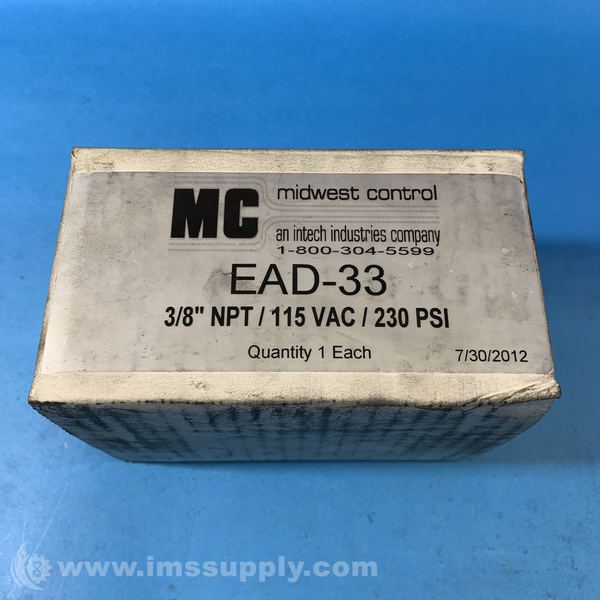 MC
midwest control
an intech industries company
1-800-304-5599
EAD-33
3/8" NPT / 115 VAC / 230 PSI
Quantity 1 Each
7/30/2012
www.imssupply.com